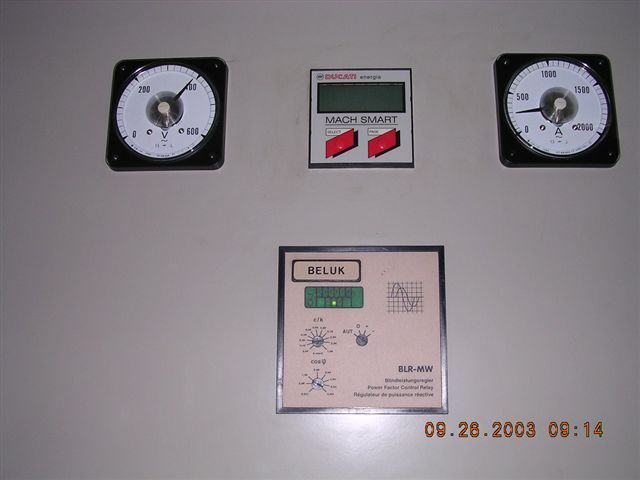 200
400
0
600
V
DUCATI energia
MACH SMART
SELECT
PAGE
1000
500
1500
0
2000
A
BELUK
c/k
AUT O + -
cosφ
BLR-MW
Blindleistungsregler
Power Factor Control Relay
Régulateur de puissance réactive
09.26.2003 09:14